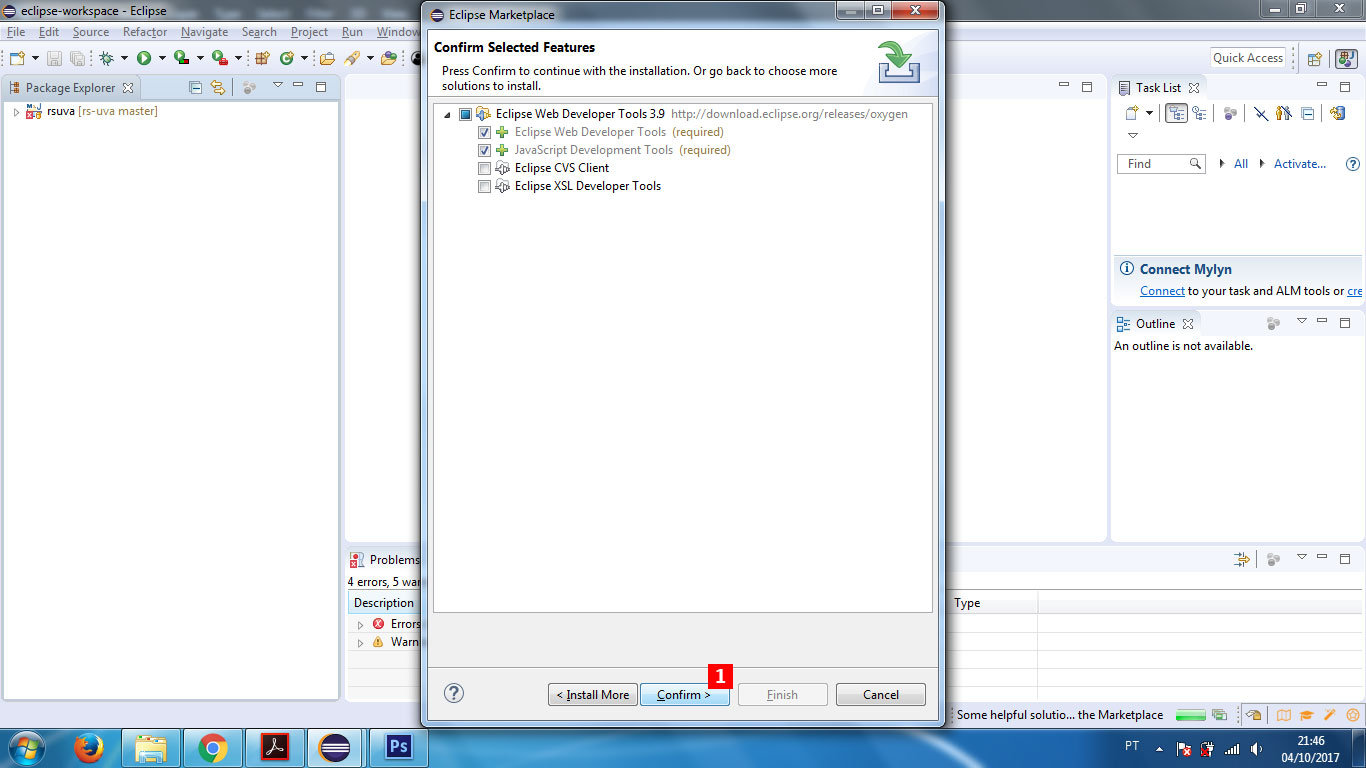 eclipse-workspace - Eclipse
File Edit Source Refactor Navigate Search Project Run Window
Quick Access
Package Explorer
rsuva [rs-uva master]
Eclipse Marketplace
Confirm Selected Features
Press Confirm to continue with the installation. Or go back to choose more
solutions to install.
Eclipse Web Developer Tools 3.9 http://download.eclipse.org/releases/oxygen
Eclipse Web Developer Tools (required)
JavaScript Development Tools (required)
Eclipse CVS Client
Eclipse XSL Developer Tools
1
< Install More Confirm > Finish Cancel
Task List
Find All Activate...
Connect Mylyn
Connect to your task and ALM tools or cre
Outline
An outline is not available.
Problems
4 errors, 5 war
Description Type
Errors
Warn
Some helpful solutio... the Marketplace
Ps
PT
21:46
04/10/2017